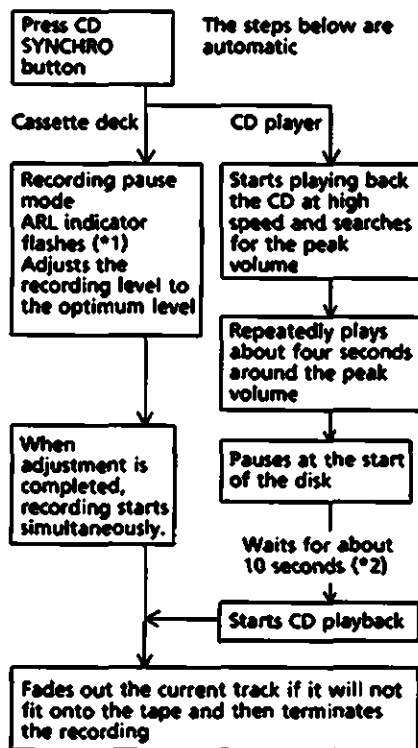 Press CD
SYNCHRO
button
The steps below are
automatic
Cassette deck
CD player
Recording pause
mode
ARL indicator
flashes (*1)
Adjusts the
recording level to
the optimum level
Starts playing back
the CD at high
speed and searches
for the peak
volume
Repeatedly plays
about four seconds
around the peak
volume
When
adjustment is
completed,
recording starts
simultaneously.
Pauses at the start
of the disk
Waits for about
10 seconds (*2)
Starts CD playback
Fades out the current track if it will not
fit onto the tape and then terminates
the recording